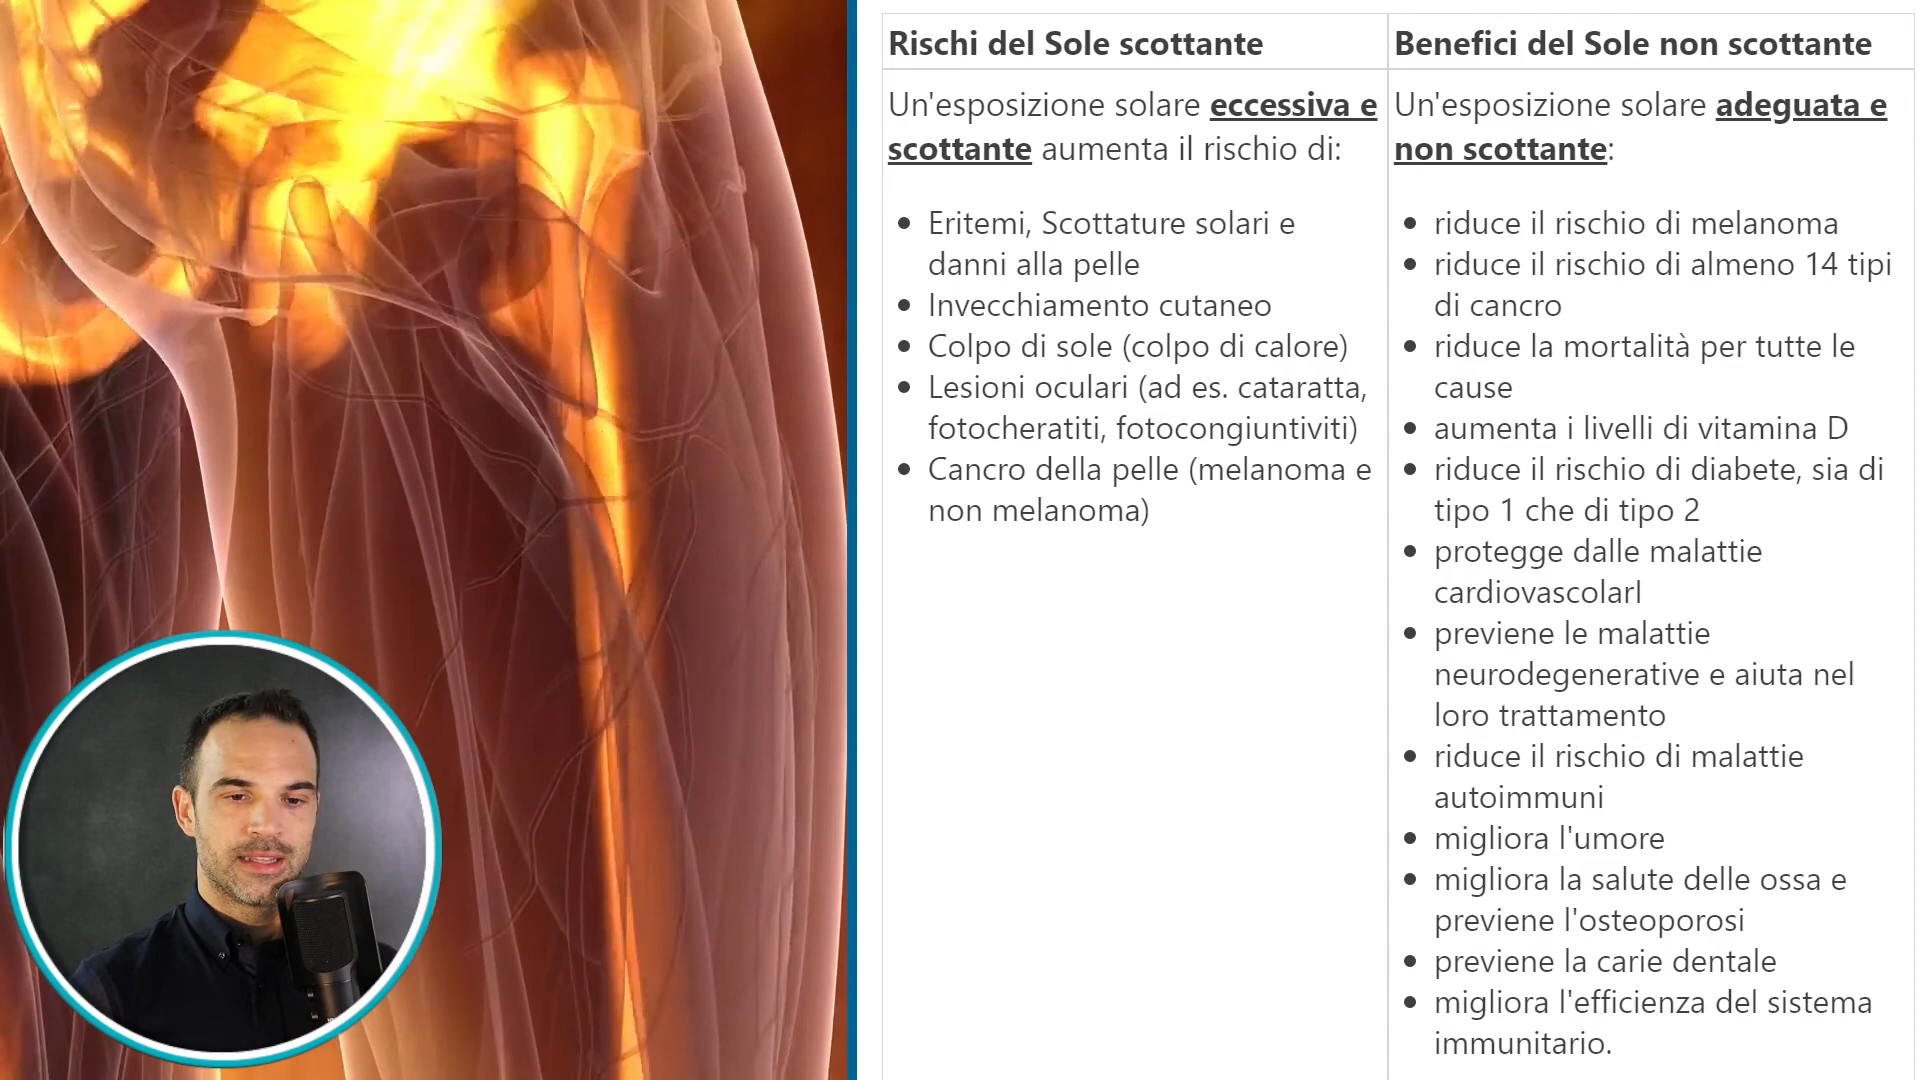 Rischi del Sole scottante
Un'esposizione solare eccessiva e
scottante aumenta il rischio di:
Eritemi, Scottature solari e
danni alla pelle
Invecchiamento cutaneo
Colpo di sole (colpo di calore)
Lesioni oculari (ad es. cataratta,
fotocheratiti, fotocongiuntiviti)
Cancro della pelle (melanoma e
non melanoma)
Benefici del Sole non scottante
Un'esposizione solare adeguata e
non scottante:
riduce il rischio di melanoma
riduce il rischio di almeno 14 tipi
di cancro
riduce la mortalità per tutte le
cause
aumenta i livelli di vitamina D
riduce il rischio di diabete, sia di
tipo 1 che di tipo 2
protegge dalle malattie
cardiovascolarI
previene le malattie
neurodegenerative e aiuta nel
loro trattamento
riduce il rischio di malattie
autoimmuni
migliora l'umore
migliora la salute delle ossa e
previene l'osteoporosi
previene la carie dentale
migliora l'efficienza del sistema
immunitario.